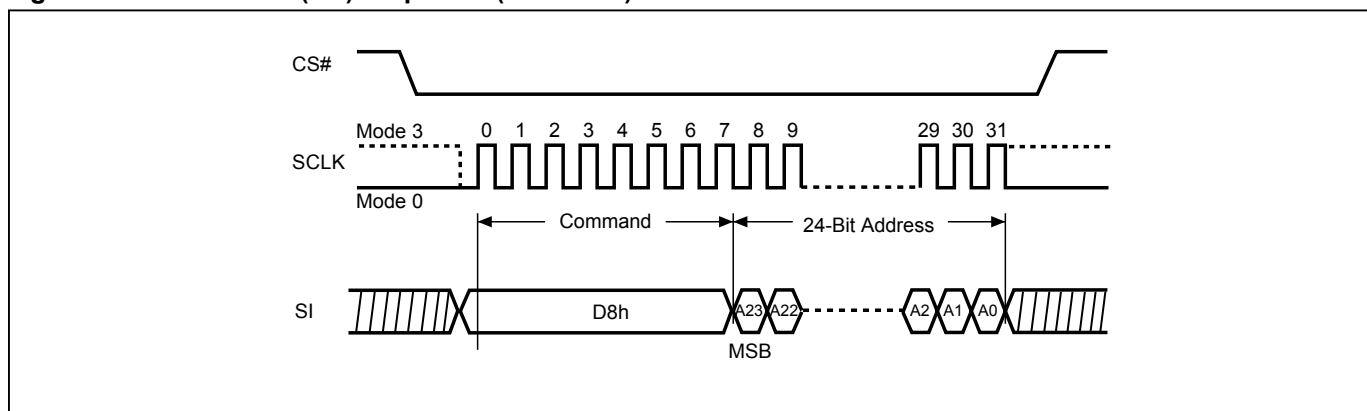 CS#
Mode 3
0 1 2 3 4 5 6 7 8 9 29 30 31
SCLK
Mode 0
Command
24-Bit Address
SI
D8h
A23 A22
A2 A1 A0
MSB